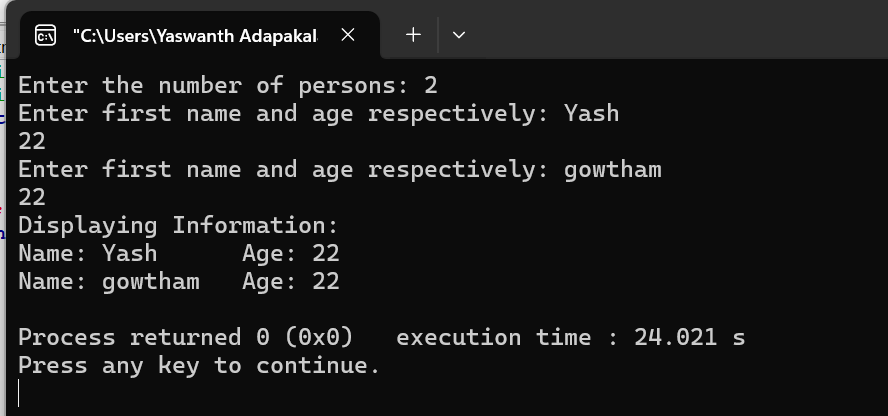 "C:\Users\Yaswanth Adapakal
Enter the number of persons: 2
Enter first name and age respectively: Yash
22
Enter first name and age respectively: gowtham
22
Displaying Information:
Name: Yash      Age: 22
Name: gowtham   Age: 22
Process returned 0 (0x0)   execution time : 24.021 s
Press any key to continue.